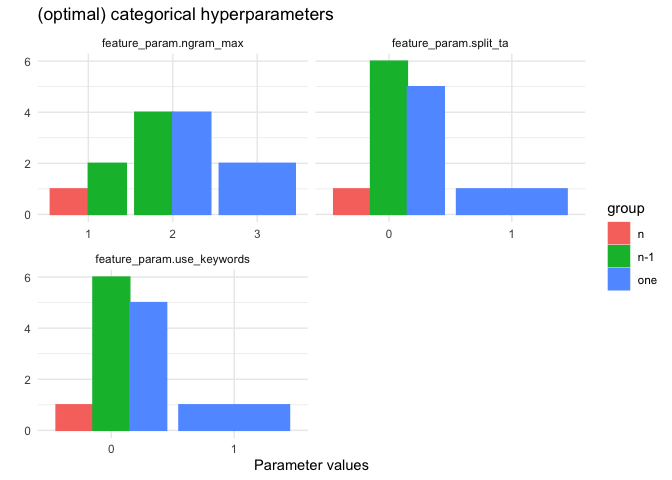 (optimal) categorical hyperparameters
feature_param.ngram_max
feature_param.split_ta
6
4
2
0
1
2
3
0
1
feature_param.use_keywords
6
4
2
0
0
1
Parameter values
group
n
n-1
one